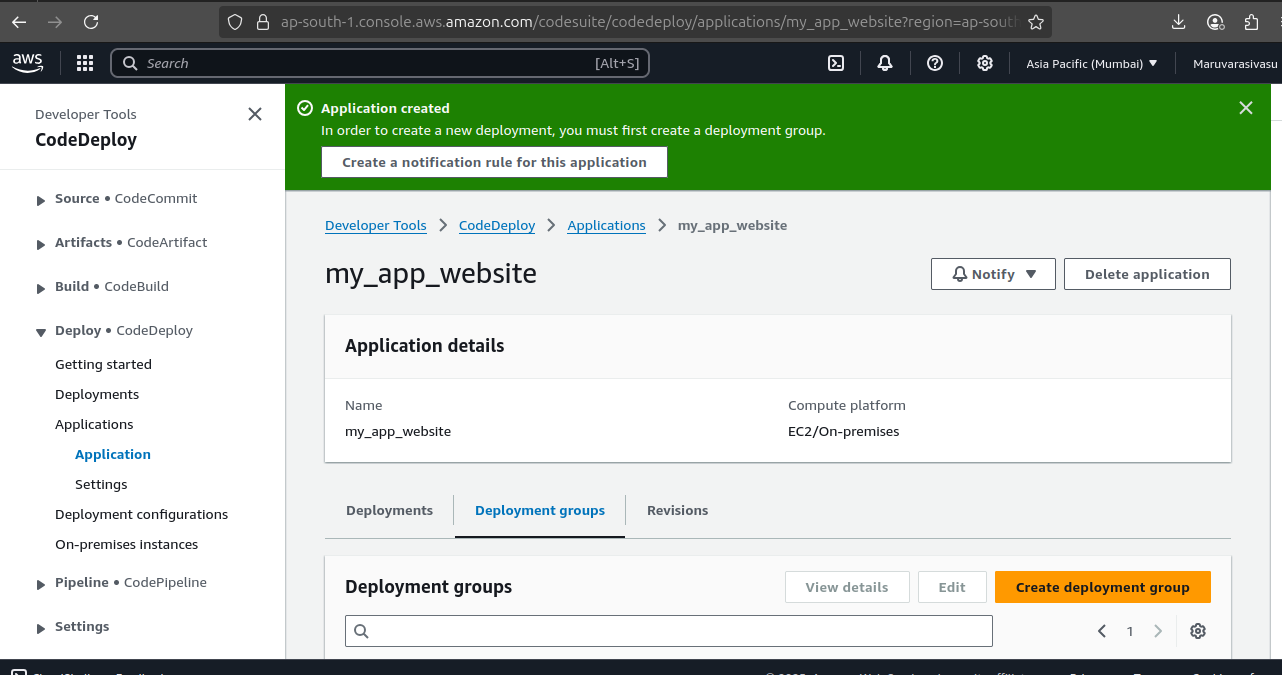 ap-south-1.console.aws.amazon.com/codesuite/codedeploy/applications/my_app_website?region=ap-sout
aws
Search
[Alt+S]
Asia Pacific (Mumbai)
Maruvarasivasu
Developer Tools
CodeDeploy
Source • CodeCommit
Artifacts • CodeArtifact
Build • CodeBuild
Deploy • CodeDeploy
Getting started
Deployments
Applications
Application
Settings
Deployment configurations
On-premises instances
Pipeline • CodePipeline
Settings
Application created
In order to create a new deployment, you must first create a deployment group.
Create a notification rule for this application
Developer Tools
CodeDeploy
Applications
my_app_website
my_app_website
Notify
Delete application
Application details
Name
my_app_website
Compute platform
EC2/On-premises
Deployments
Deployment groups
Revisions
Deployment groups
View details
Edit
Create deployment group
1